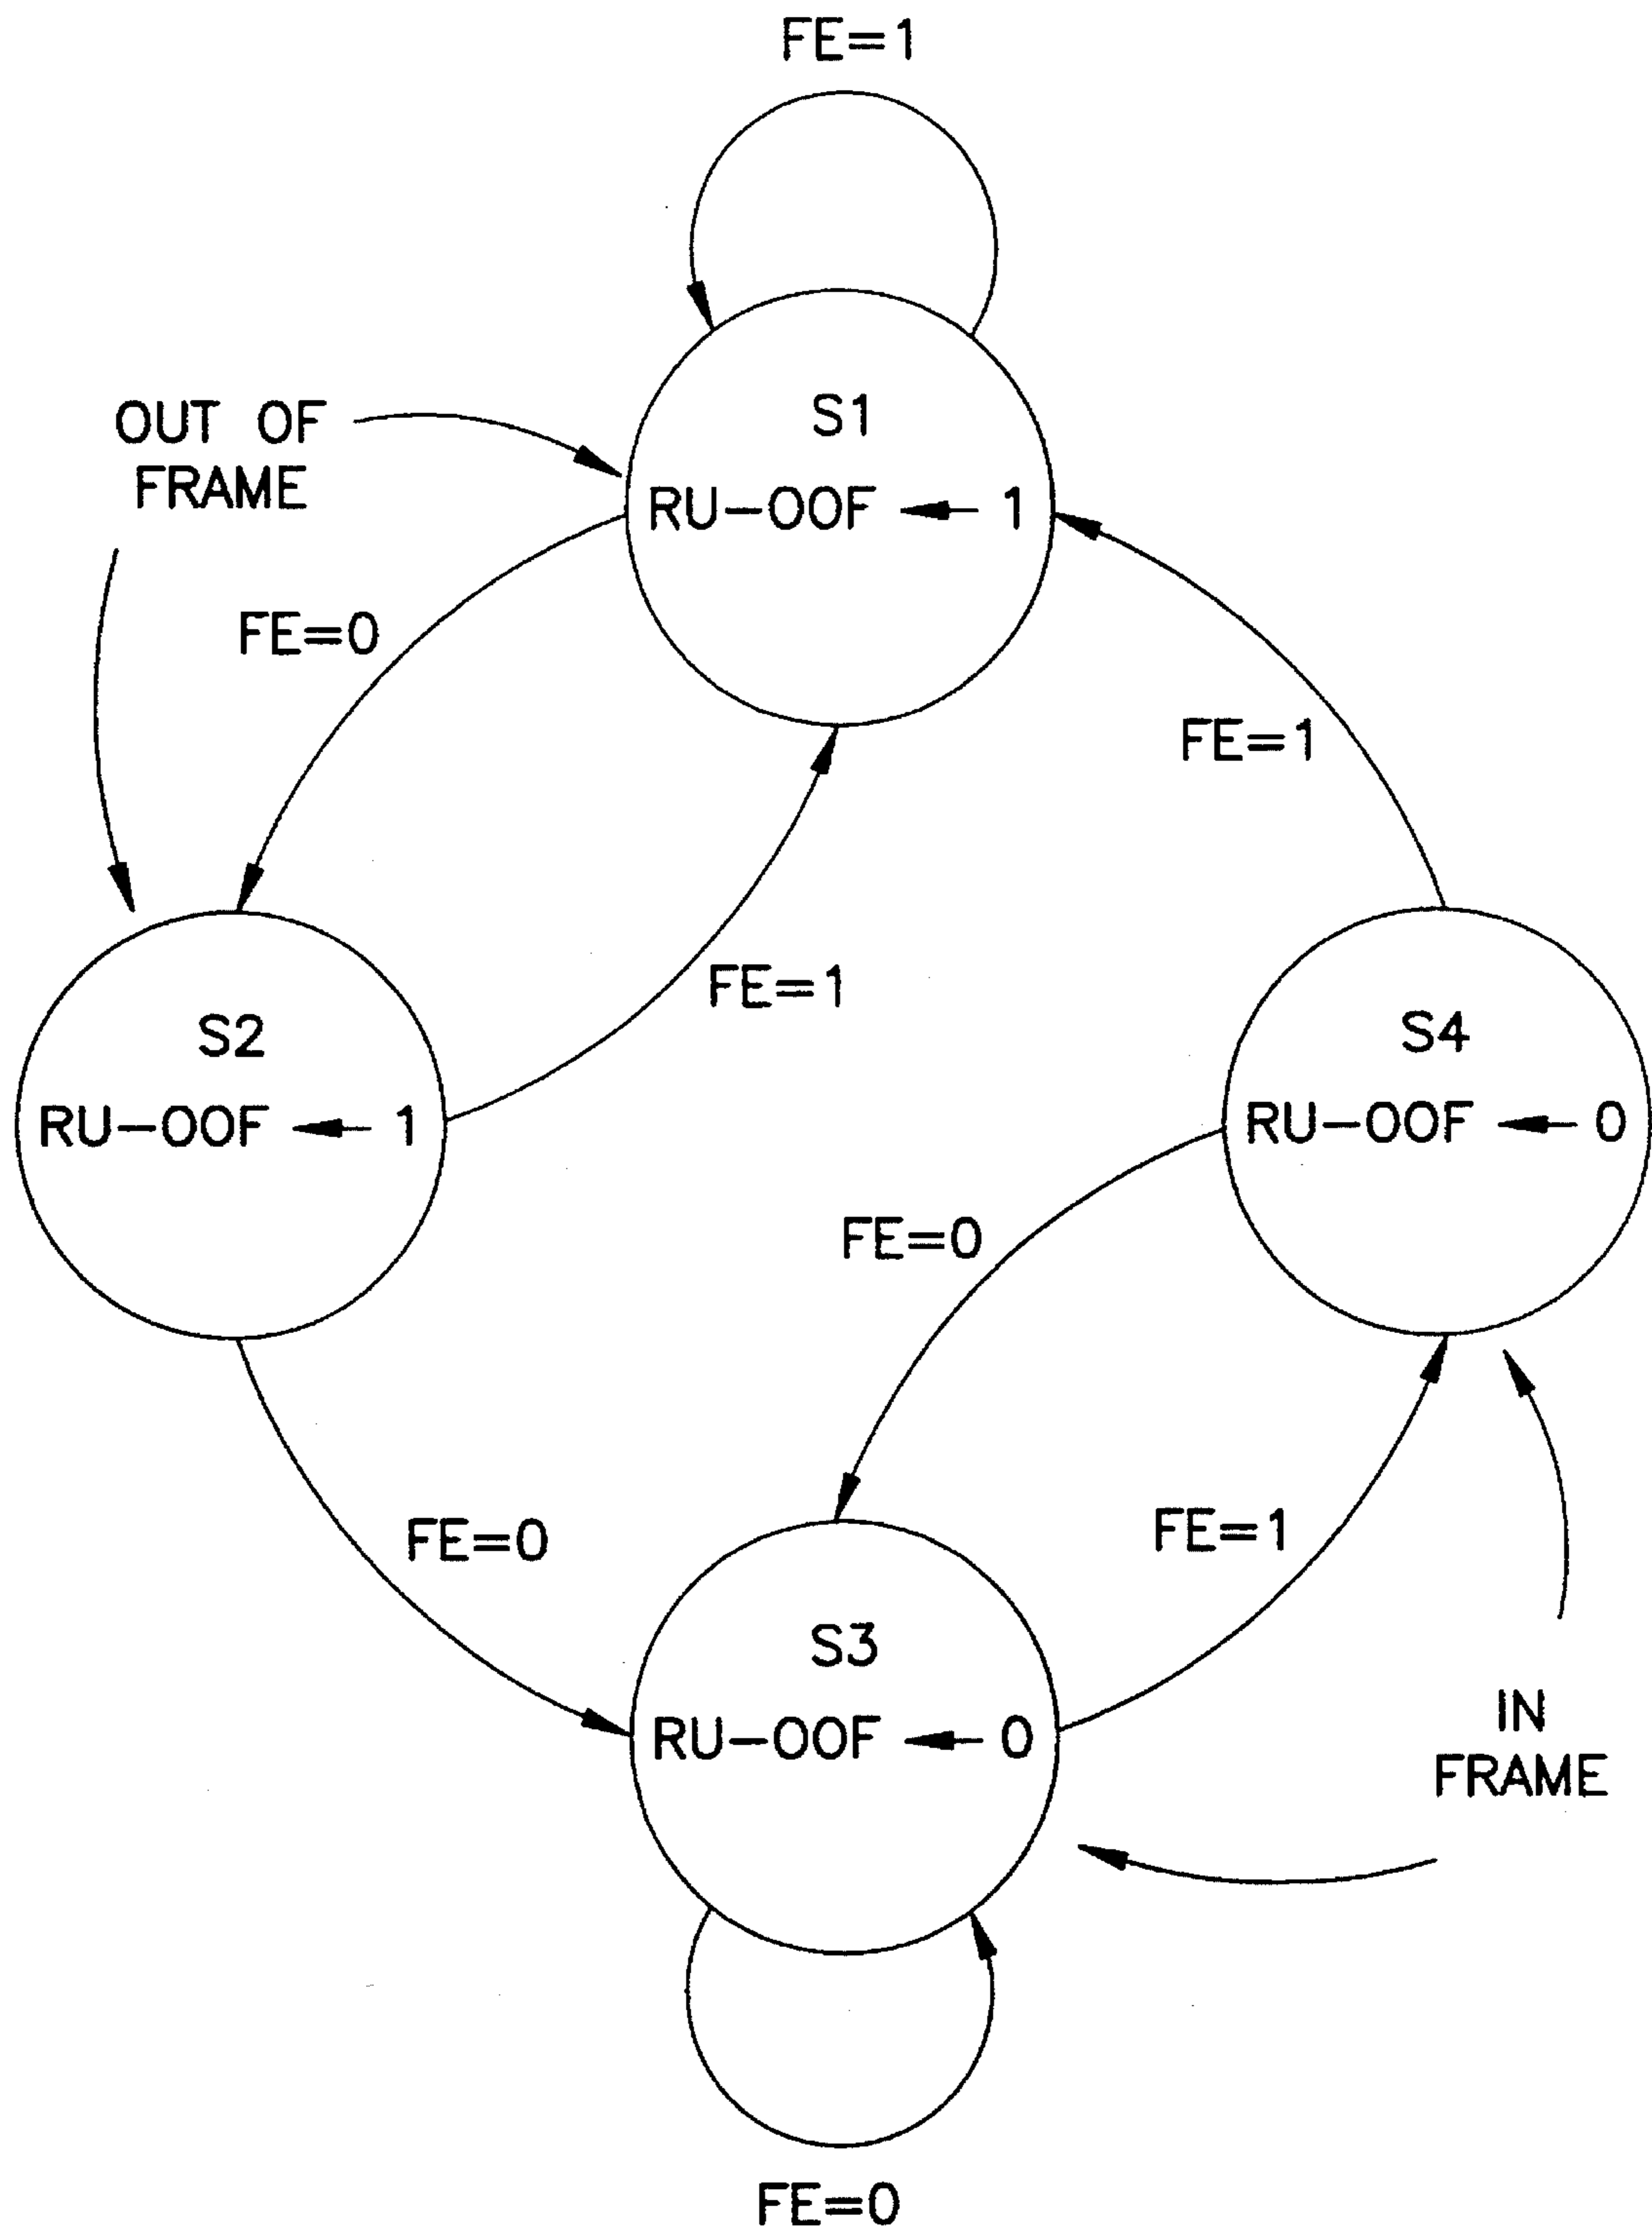 FE=1
OUT OF
FRAME
S1
RU-OOF ← 1
FE=0
FE=1
FE=1
S2
RU-OOF ← 1
S4
RU-OOF ← 0
FE=0
FE=0
FE=1
S3
RU-OOF ← 0
IN
FRAME
FE=0